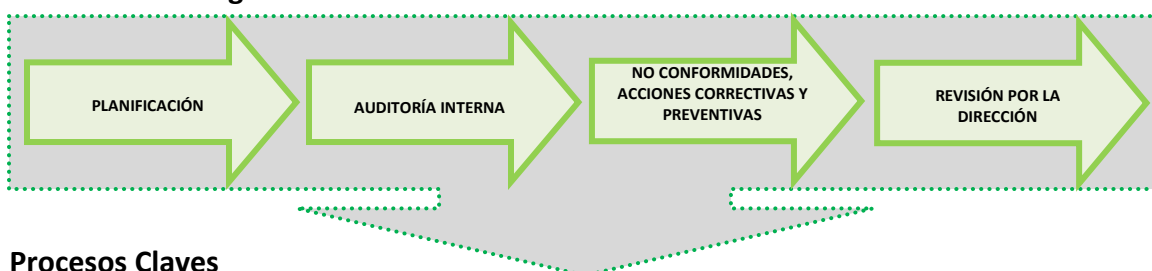 PLANIFICACIÓN
AUDITORÍA INTERNA
NO CONFORMIDADES,
ACCIONES CORRECTIVAS Y
PREVENTIVAS
REVISIÓN POR LA
DIRECCIÓN
Procesos Claves